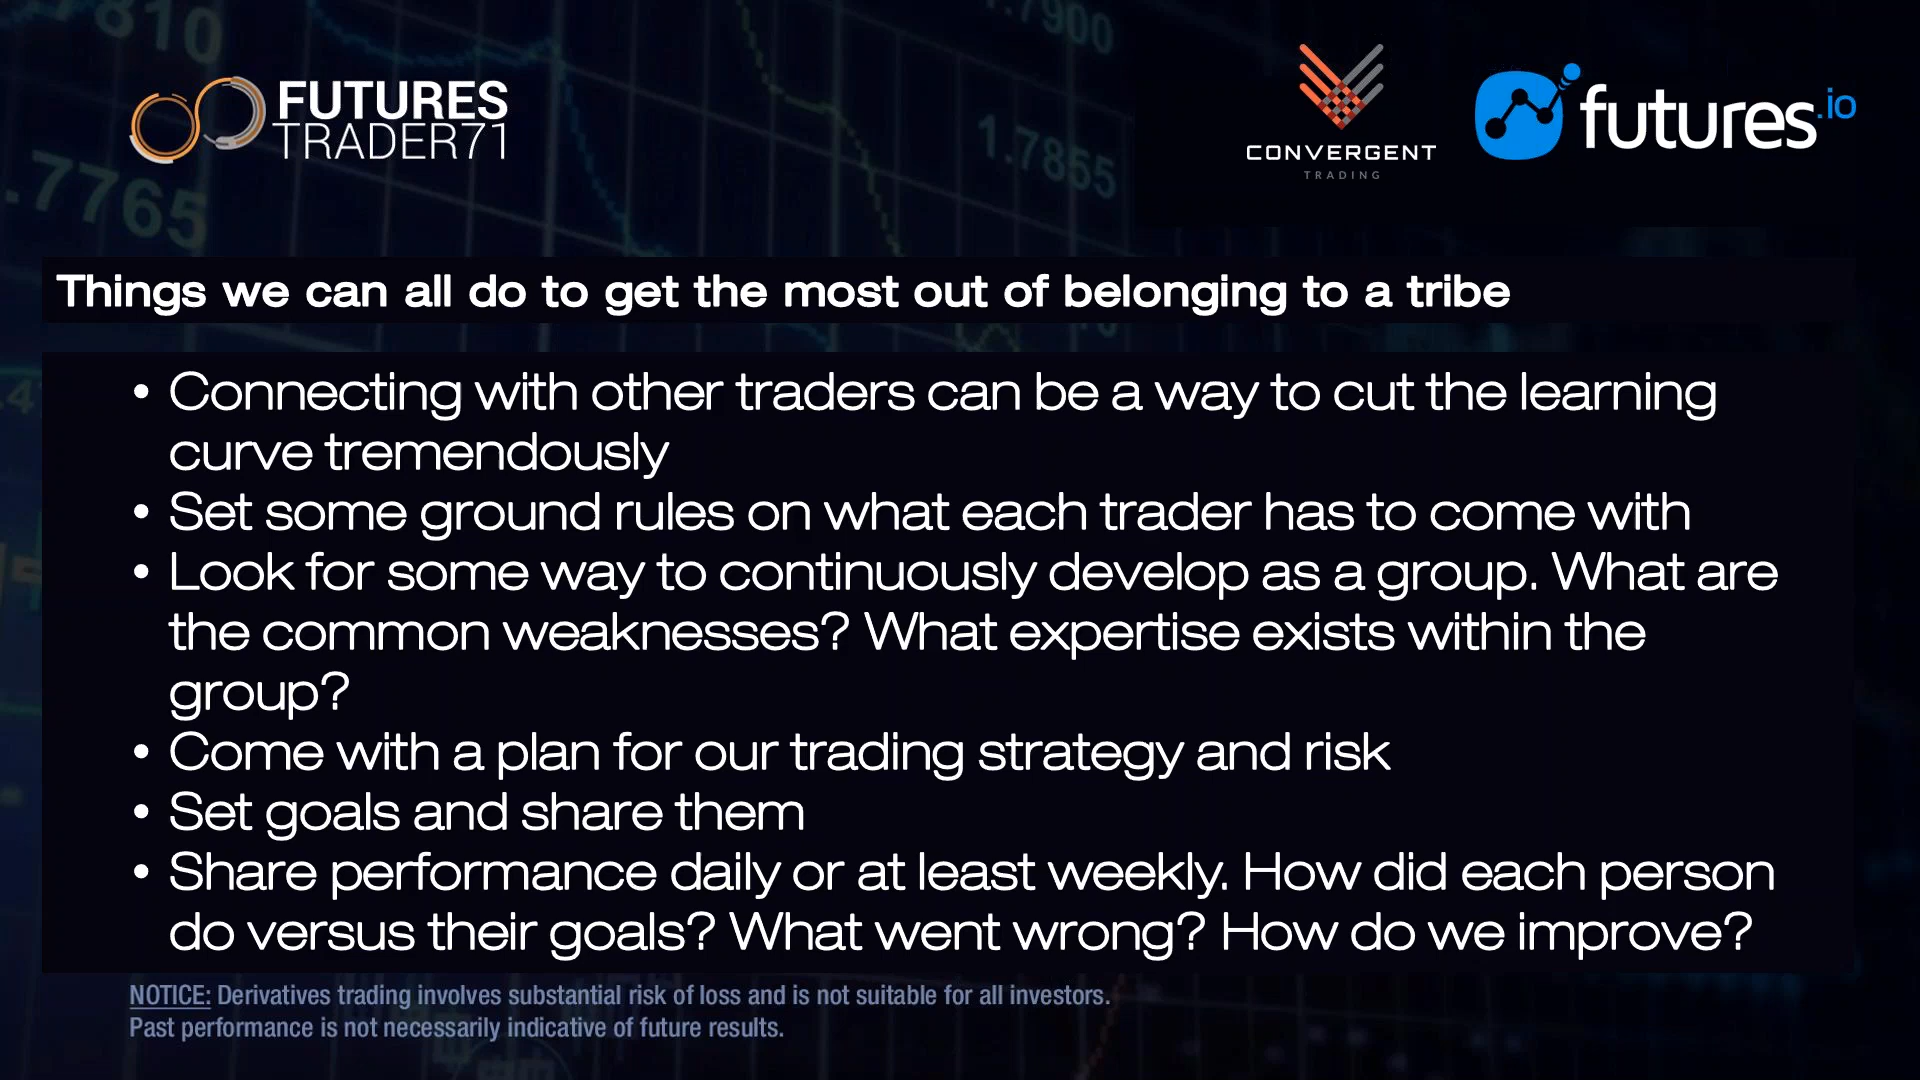 810
1.7900
FUTURES
TRADER71
CONVERGENT
TRADING
futures.io
1.7855
.7765
Things we can all do to get the most out of belonging to a tribe
• Connecting with other traders can be a way to cut the learning
curve tremendously
• Set some ground rules on what each trader has to come with
• Look for some way to continuously develop as a group. What are
the common weaknesses? What expertise exists within the
group?
• Come with a plan for our trading strategy and risk
• Set goals and share them
• Share performance daily or at least weekly. How did each person
do versus their goals? What went wrong? How do we improve?
NOTICE: Derivatives trading involves substantial risk of loss and is not suitable for all investors.
Past performance is not necessarily indicative of future results.